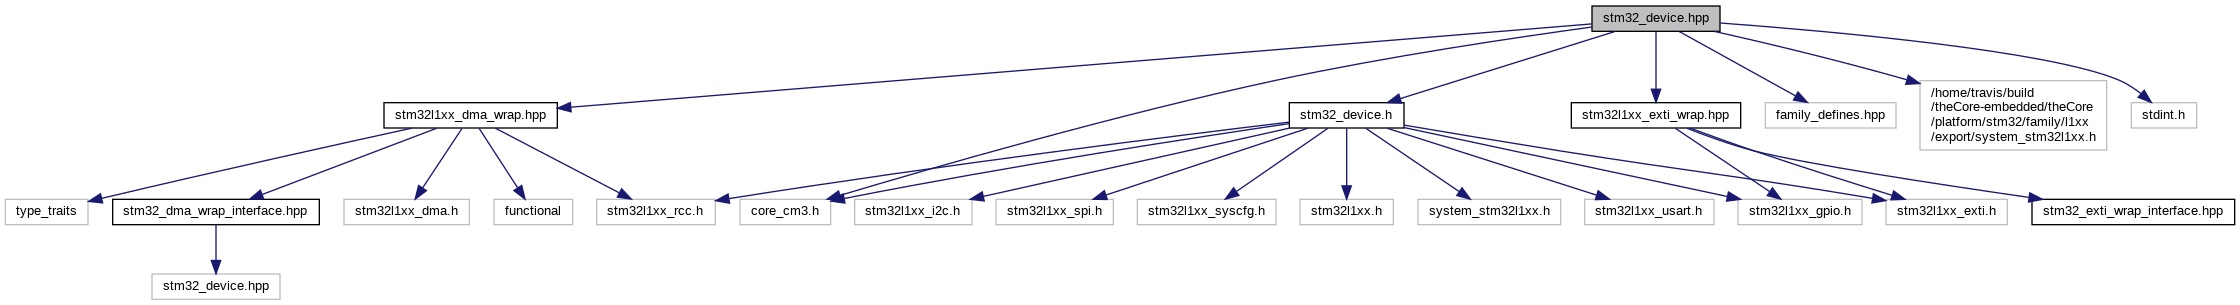 stm32_device.hpp
stm32l1xx_dma_wrap.hpp
stm32_device.h
stm32l1xx_exti_wrap.hpp
family_defines.hpp
/home/travis/build
/theCore-embedded/theCore
/platform/stm32/family/l1xx
/export/system_stm32l1xx.h
stdint.h
type_traits
stm32_dma_wrap_interface.hpp
stm32l1xx_dma.h
functional
stm32l1xx_rcc.h
core_cm3.h
stm32l1xx_i2c.h
stm32l1xx_spi.h
stm32l1xx_syscfg.h
stm32l1xx.h
system_stm32l1xx.h
stm32l1xx_usart.h
stm32l1xx_gpio.h
stm32l1xx_exti.h
stm32_exti_wrap_interface.hpp
stm32_device.hpp